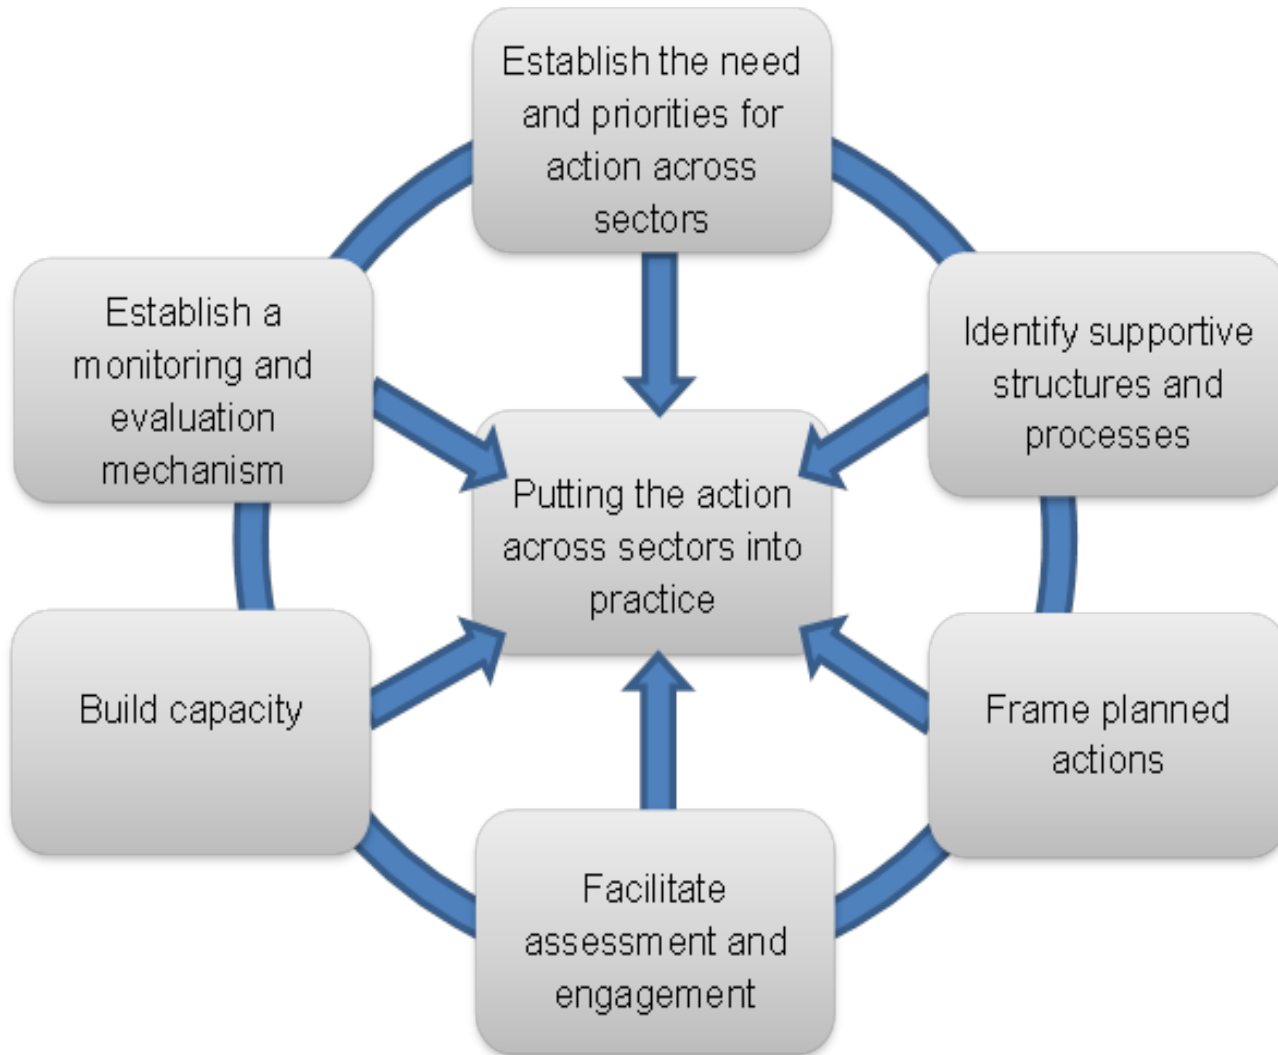 Establish the need
and priorities for
action across
sectors
Identify supportive
structures and
processes
Frame planned
actions
Facilitate
assessment and
engagement
Build capacity
Establish a
monitoring and
evaluation
mechanism
Putting the action
across sectors into
practice